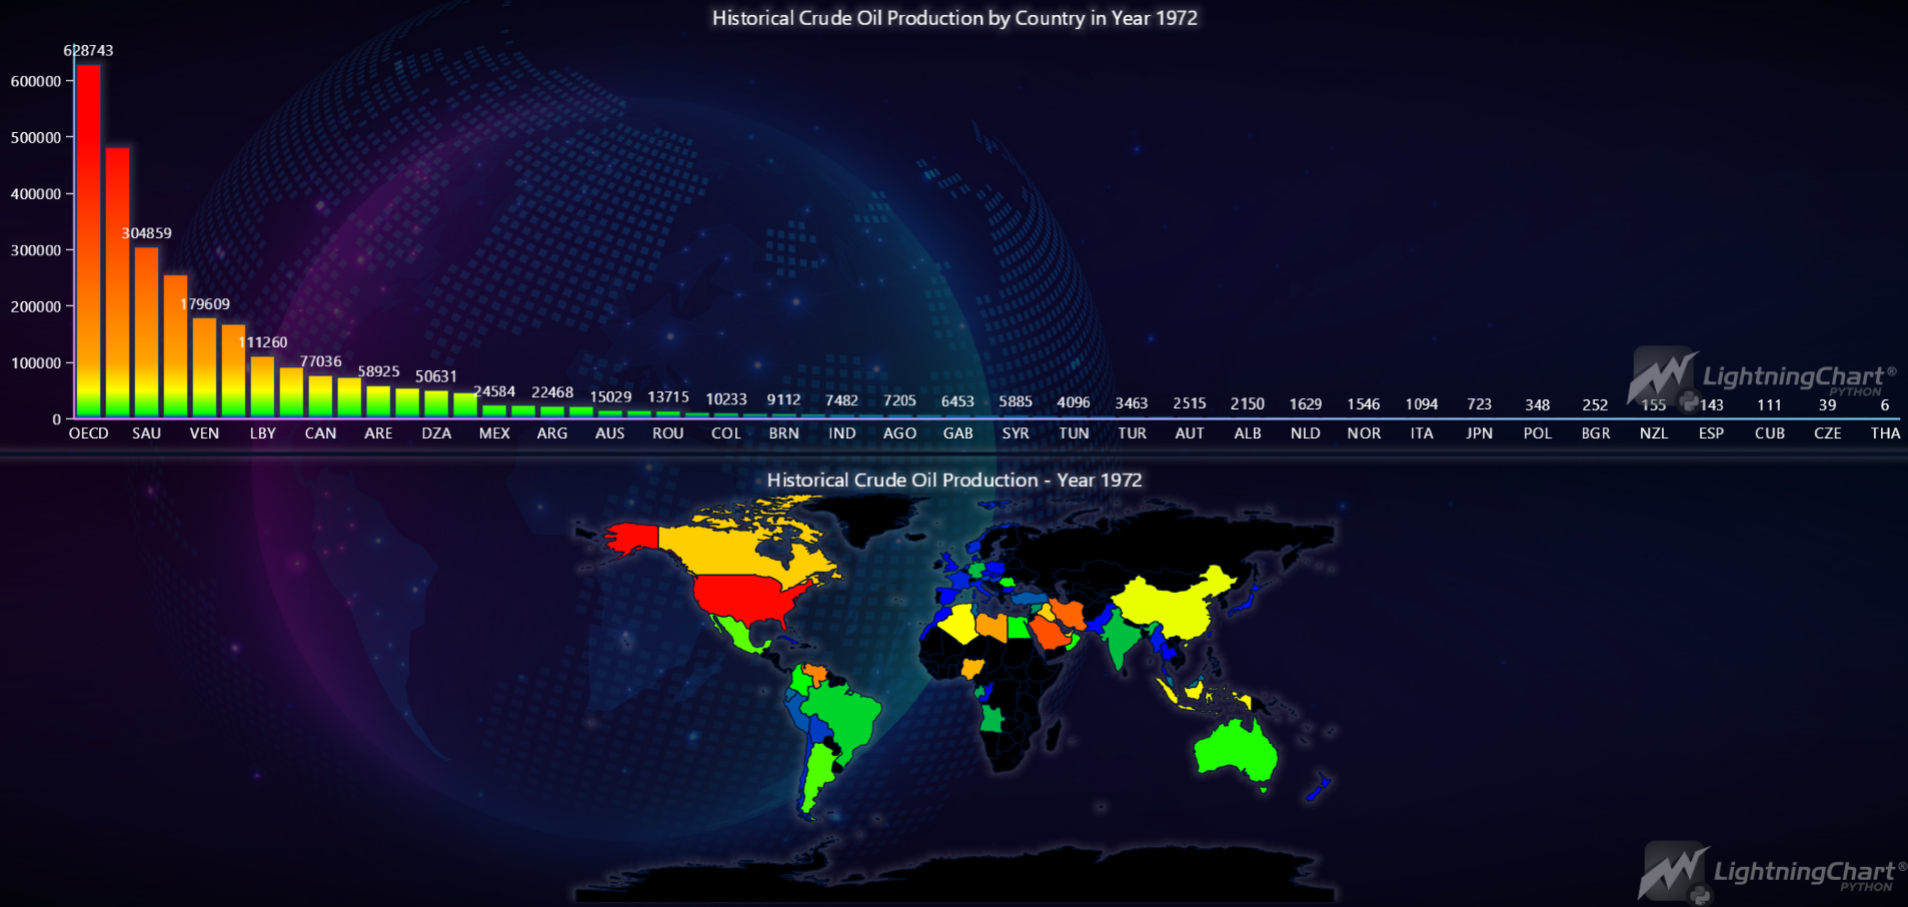 Historical Crude Oil Production by Country in Year 1972
628743
600000
500000
400000
304859
300000
179609
200000
111260
77036
58925
50631
24584 22468 15029 13715 10233 9112 7482 7205 6453 5885 4096 3463 2515 2150 1629 1546 1094 723 348 252 155 143 111 39 6
100000
0
OECD SAU VEN LBY CAN ARE DZA MEX ARG AUS ROU COL BRN IND AGO GAB SYR TUN TUR AUT ALB NLD NOR ITA JPN POL BGR NZL ESP CUB CZE THA
LightningChart®
PYTHON
Historical Crude Oil Production - Year 1972
LightningChart®
PYTHON